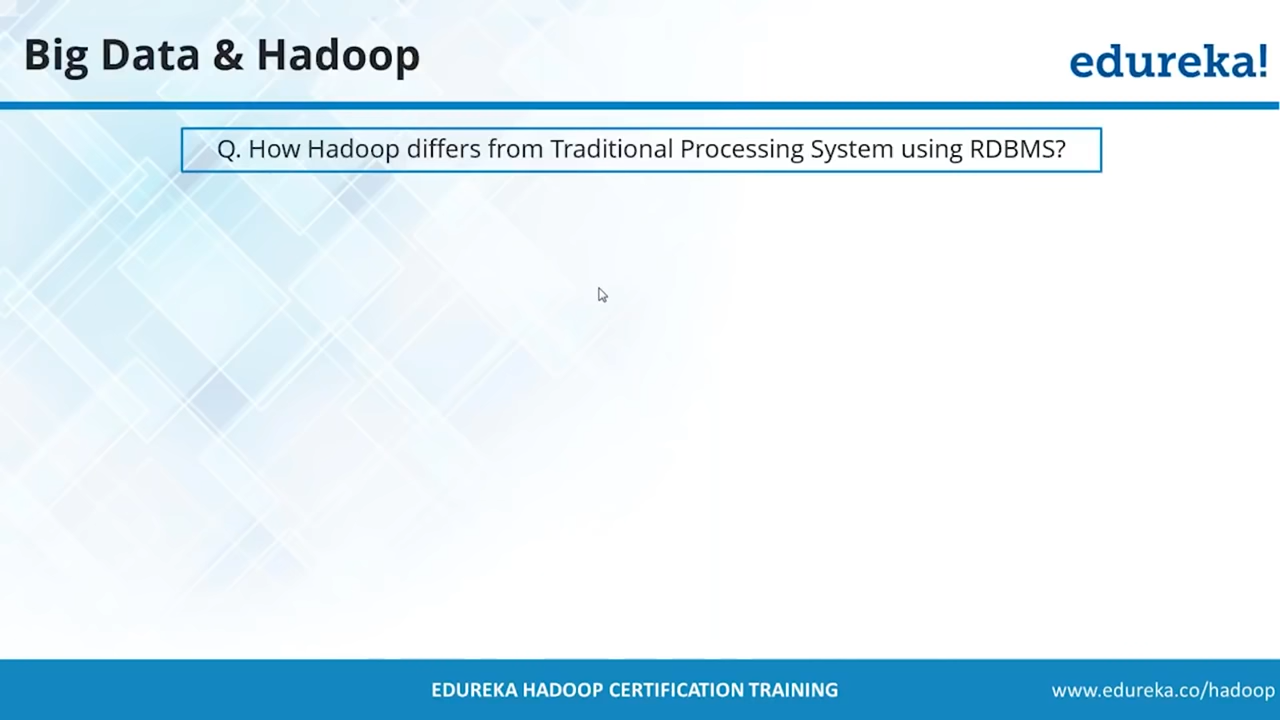 Big Data & Hadoop
edureka!
Q. How Hadoop differs from Traditional Processing System using RDBMS?
EDUREKA HADOOP CERTIFICATION TRAINING
www.edureka.co/hadoop